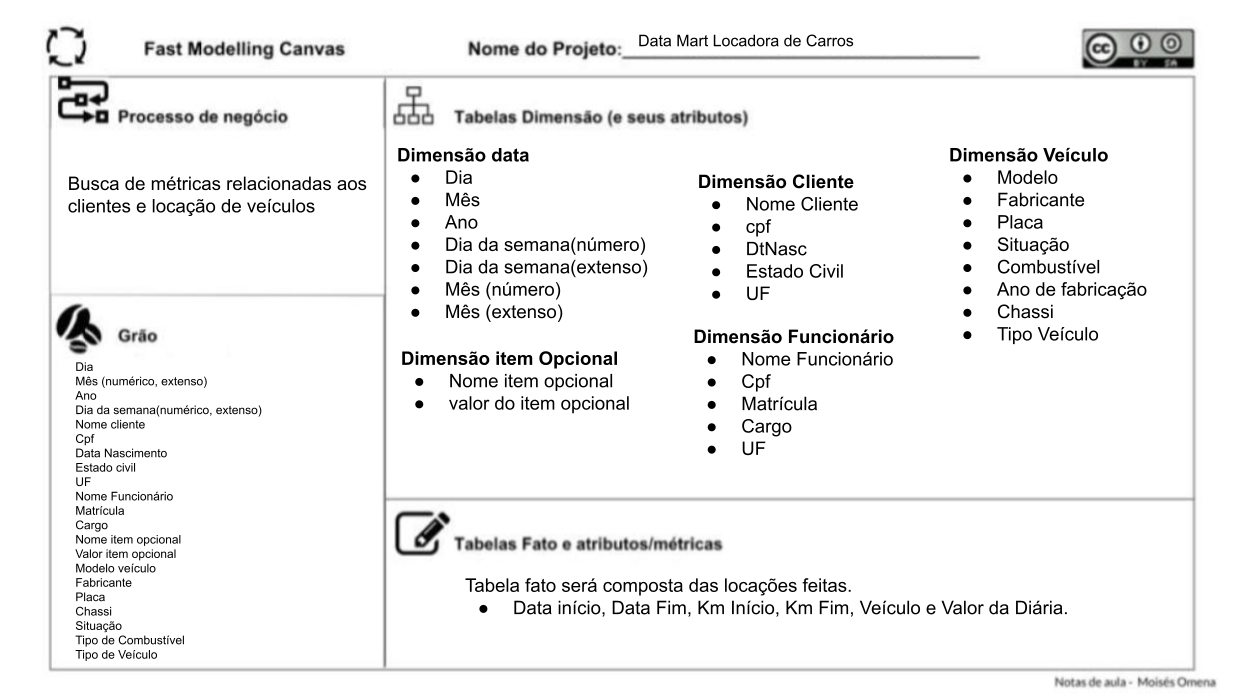 Fast Modelling Canvas
Nome do Projeto: Data Mart Locadora de Carros
cc BY SA
Processo de negócio
Busca de métricas relacionadas aos
clientes e locação de veículos
Grão
Dia
Mês (numérico, extenso)
Ano
Dia da semana(numérico, extenso)
Nome cliente
Cpf
Data Nascimento
Estado civil
UF
Nome Funcionário
Matrícula
Cargo
Nome item opcional
Valor item opcional
Modelo veículo
Fabricante
Placa
Chassi
Situação
Tipo de Combustível
Tipo de Veículo
Tabelas Dimensão (e seus atributos)
Dimensão data
● Dia
● Mês
● Ano
● Dia da semana(número)
● Dia da semana(extenso)
● Mês (número)
● Mês (extenso)
Dimensão item Opcional
● Nome item opcional
● valor do item opcional
Dimensão Cliente
● Nome Cliente
● cpf
● DtNasc
● Estado Civil
● UF
Dimensão Funcionário
● Nome Funcionário
● Cpf
● Matrícula
● Cargo
● UF
Dimensão Veículo
● Modelo
● Fabricante
● Placa
● Situação
● Combustível
● Ano de fabricação
● Chassi
● Tipo Veículo
Tabelas Fato e atributos/métricas
Tabela fato será composta das locações feitas.
● Data início, Data Fim, Km Início, Km Fim, Veículo e Valor da Diária.
Notas de aula - Moisés Omena